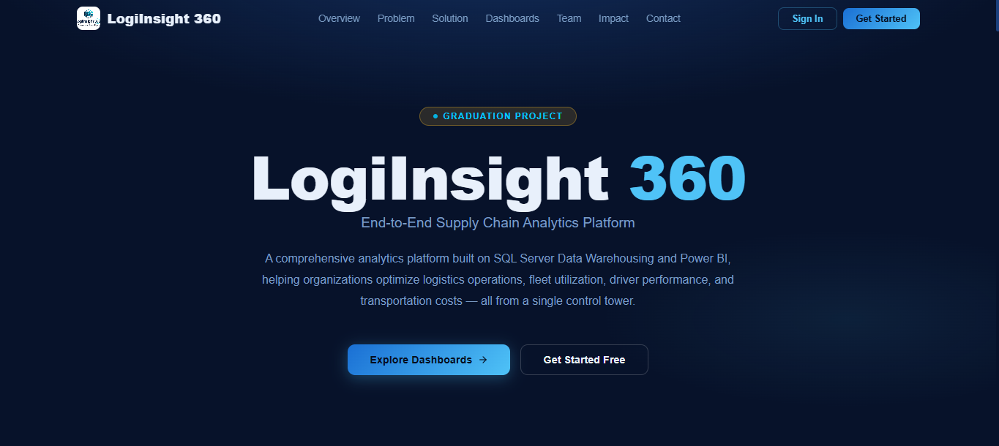 LogiInsight 360
Overview
Problem
Solution
Dashboards
Team
Impact
Contact
Sign In
Get Started
GRADUATION PROJECT
LogiInsight 360
End-to-End Supply Chain Analytics Platform
A comprehensive analytics platform built on SQL Server Data Warehousing and Power BI,
helping organizations optimize logistics operations, fleet utilization, driver performance, and
transportation costs — all from a single control tower.
Explore Dashboards →
Get Started Free